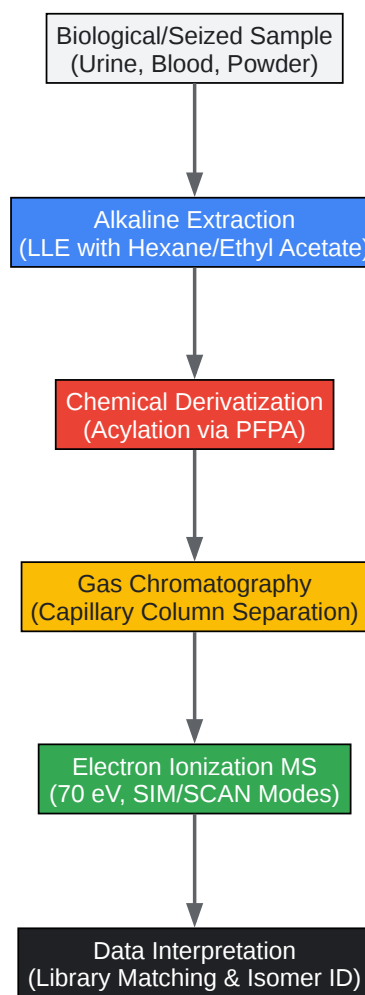 Biological/Seized Sample
(Urine, Blood, Powder)
Alkaline Extraction
(LLE with Hexane/Ethyl Acetate)
Chemical Derivatization
(Acylation via PFPA)
Gas Chromatography
(Capillary Column Separation)
Electron Ionization MS
(70 eV, SIM/SCAN Modes)
Data Interpretation
(Library Matching & Isomer ID)